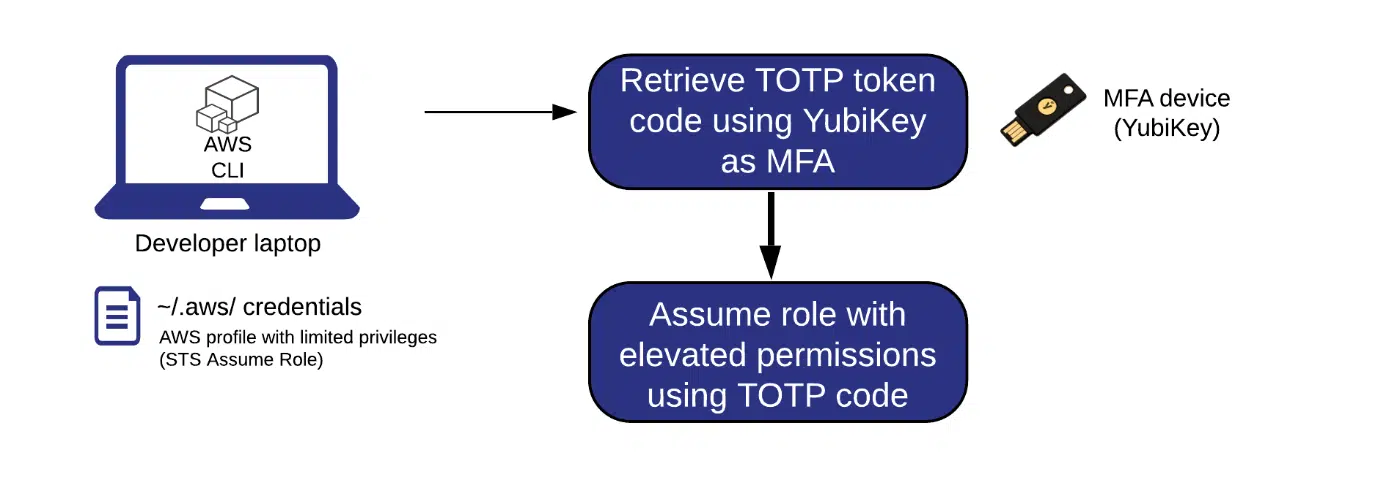 AWS
CLI
Developer laptop
~/.aws/ credentials
AWS profile with limited privileges
(STS Assume Role)
Retrieve TOTP token
code using YubiKey
as MFA
MFA device
(YubiKey)
Assume role with
elevated permissions
using TOTP code